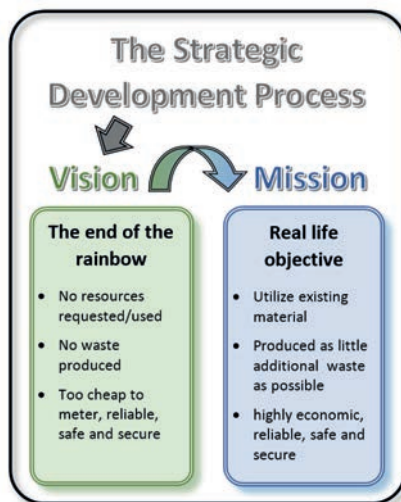 The Strategic
Development Process
Vision
Mission
The end of the
rainbow
• No resources
requested/used
• No waste
produced
• Too cheap to
meter, reliable,
safe and secure
Real life
objective
• Utilize existing
material
• Produced as little
additional waste
as possible
• highly economic,
reliable, safe and
secure